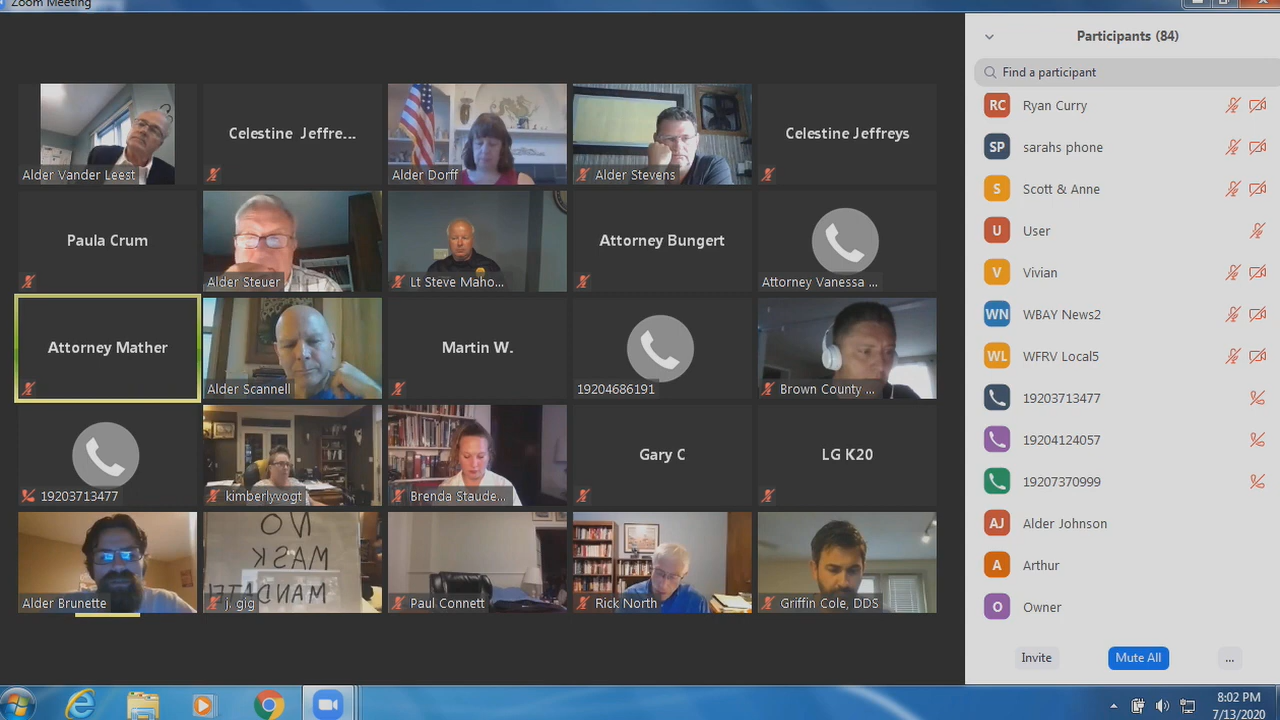 Zoom Meeting
Alder Vander Leest
Celestine Jeffre...
Alder Dorff
Alder Stevens
Celestine Jeffreys
Paula Crum
Alder Steuer
Lt Steve Maho...
Attorney Bungert
Attorney Vanessa ...
Attorney Mather
Alder Scannell
Martin W.
19204686191
Brown County ...
19203713477
kimberlyvogt
Brenda Staude...
Gary C
LG K20
Alder Brunette
NO
MASK
MANDATE
j. gig
Paul Connett
Rick North
Griffin Cole, DDS
Participants (84)
Find a participant
RC Ryan Curry
SP sarahs phone
S Scott & Anne
U User
V Vivian
WN WBAY News2
WL WFRV Local5
19203713477
19204124057
19207370999
AJ Alder Johnson
A Arthur
O Owner
Invite
Mute All
...
8:02 PM
7/13/2020